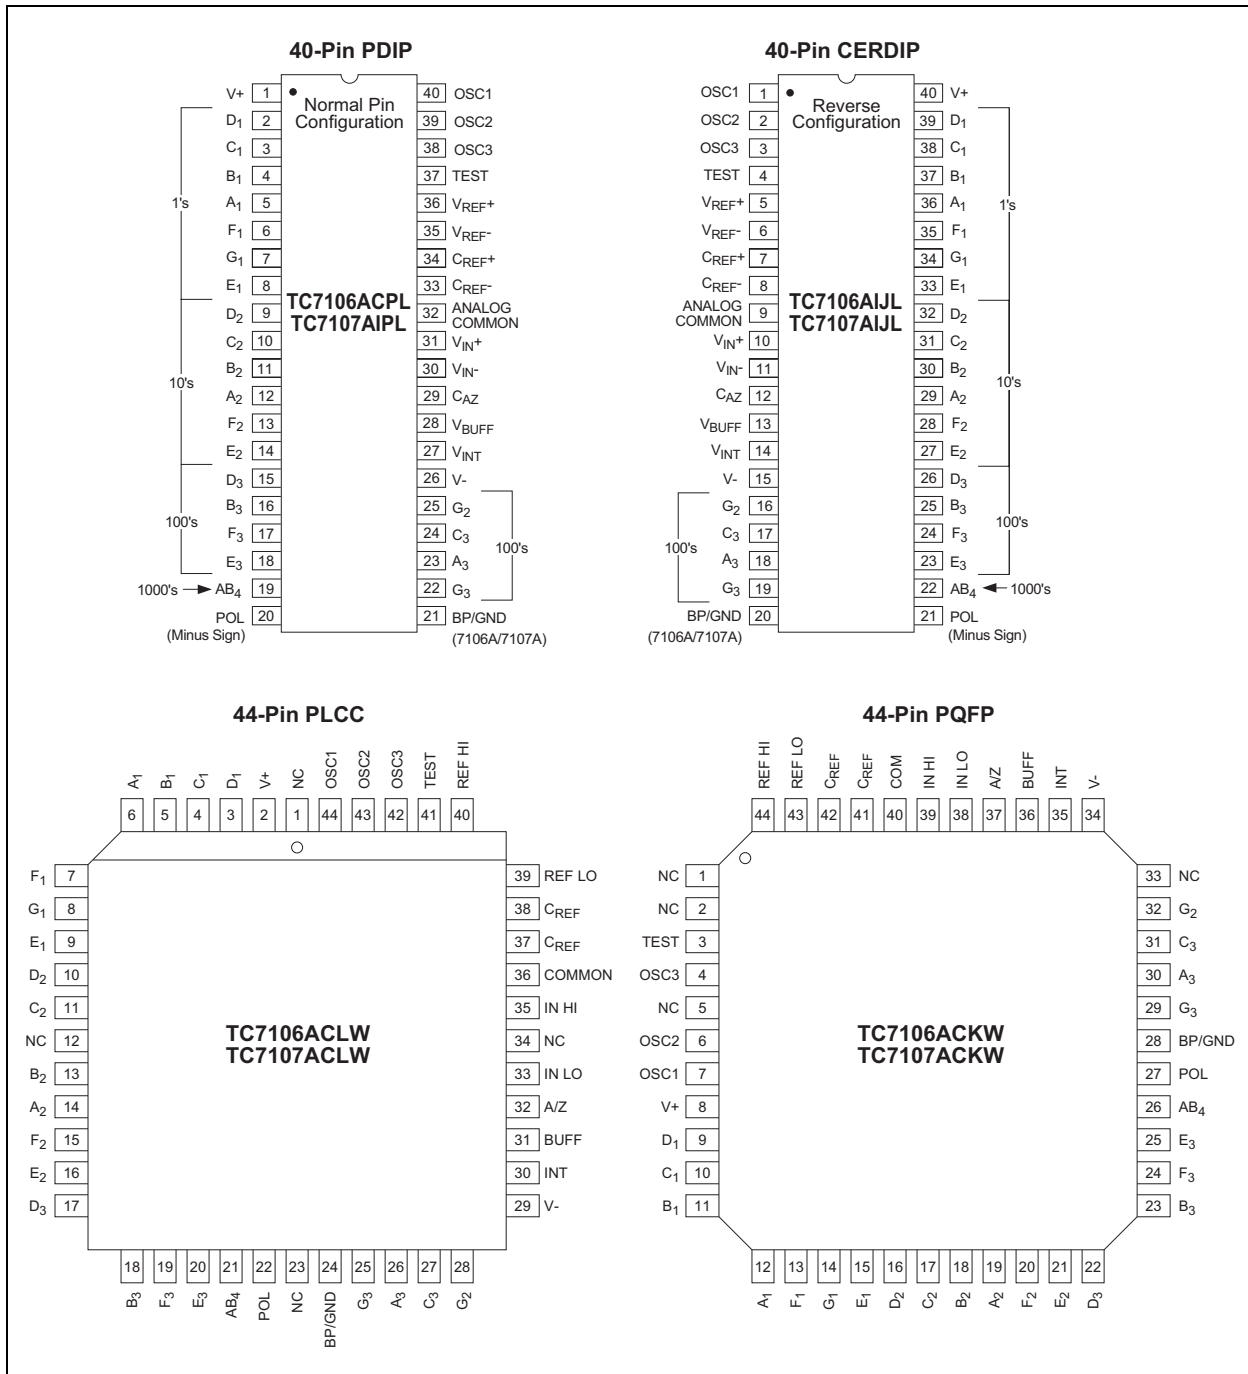 40-Pin PDIP
Normal Pin
Configuration
TC7106ACPL
TC7107AIPL
V+ 1
D1 2
C1 3
B1 4
A1 5
F1 6
G1 7
E1 8
D2 9
C2 10
B2 11
A2 12
F2 13
E2 14
D3 15
B3 16
F3 17
E3 18
1000's AB4 19
POL 20
(Minus Sign)
1's
10's
100's
40 OSC1
39 OSC2
38 OSC3
37 TEST
36 VREF+
35 VREF-
34 CREF+
33 CREF-
32 ANALOG
COMMON
31 VIN+
30 VIN-
29 CAZ
28 VBUFF
27 VINT
26 V-
25 G2
24 C3
23 A3
22 G3
100's
21 BP/GND
(7106A/7107A)
40-Pin CERDIP
Reverse
Configuration
TC7106AIJL
TC7107AIJL
OSC1 1
OSC2 2
OSC3 3
TEST 4
VREF+ 5
VREF- 6
CREF+ 7
CREF- 8
ANALOG
COMMON 9
VIN+ 10
VIN- 11
CAZ 12
VBUFF 13
VINT 14
V- 15
G2 16
C3 17
A3 18
G3 19
100's
BP/GND 20
(7106A/7107A)
40 V+
39 D1
38 C1
37 B1
36 A1
35 F1
34 G1
33 E1
32 D2
31 C2
30 B2
29 A2
28 F2
27 E2
26 D3
25 B3
24 F3
23 E3
22 AB4 1000's
21 POL
(Minus Sign)
1's
10's
100's
44-Pin PLCC
A1 B1 C1 D1 V+ NC OSC1 OSC2 OSC3 TEST REF HI
6 5 4 3 2 1 44 43 42 41 40
F1 7
G1 8
E1 9
D2 10
C2 11
NC 12
B2 13
A2 14
F2 15
E2 16
D3 17
TC7106ACLW
TC7107ACLW
39 REF LO
38 CREF
37 CREF
36 COMMON
35 IN HI
34 NC
33 IN LO
32 A/Z
31 BUFF
30 INT
29 V-
18 19 20 21 22 23 24 25 26 27 28
B3 F3 E3 AB4 POL NC BP/GND G3 A3 C3 G2
44-Pin PQFP
REF HI REF LO CREF CREF COM IN HI IN LO A/Z BUFF INT V-
44 43 42 41 40 39 38 37 36 35 34
NC 1
NC 2
TEST 3
OSC3 4
NC 5
OSC2 6
OSC1 7
V+ 8
D1 9
C1 10
B1 11
TC7106ACKW
TC7107ACKW
33 NC
32 G2
31 C3
30 A3
29 G3
28 BP/GND
27 POL
26 AB4
25 E3
24 F3
23 B3
12 13 14 15 16 17 18 19 20 21 22
A1 F1 G1 E1 D2 C2 B2 A2 F2 E2 D3